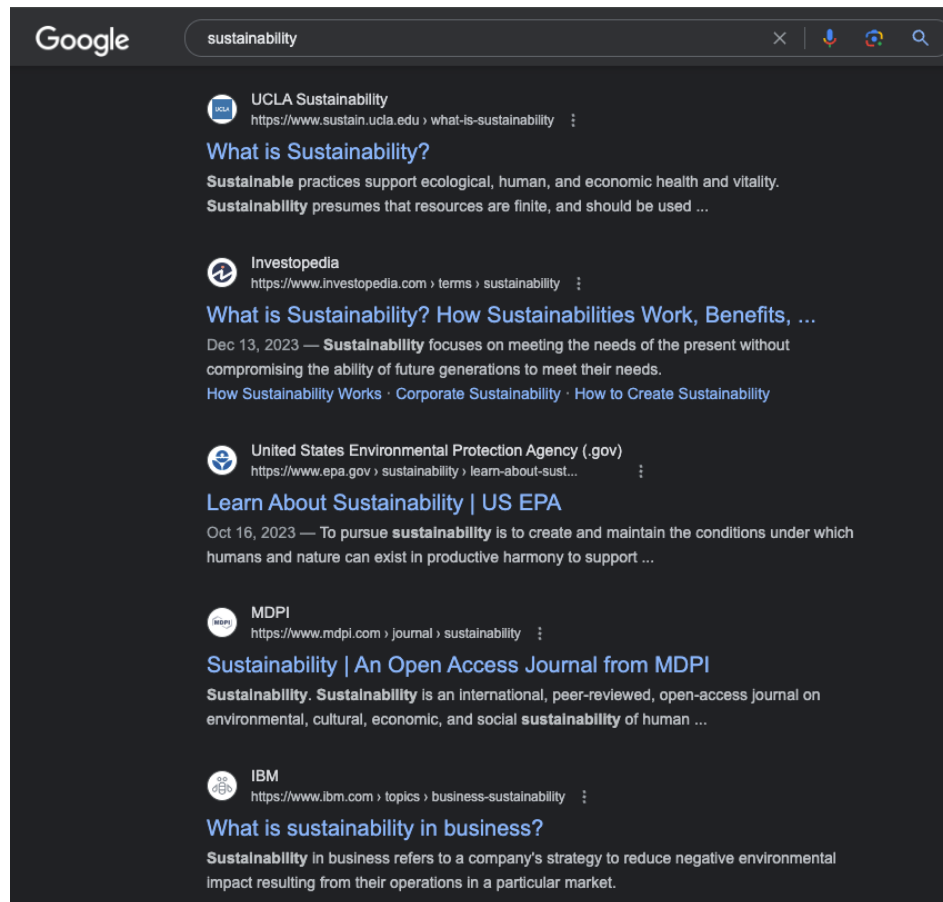 Google
sustainability
UCLA
UCLA Sustainability
https://www.sustain.ucla.edu › what-is-sustainability
What is Sustainability?
Sustainable practices support ecological, human, and economic health and vitality.
Sustainability presumes that resources are finite, and should be used ...
Investopedia
https://www.investopedia.com › terms › sustainability
What is Sustainability? How Sustainabilities Work, Benefits, ...
Dec 13, 2023 — Sustainability focuses on meeting the needs of the present without
compromising the ability of future generations to meet their needs.
How Sustainability Works · Corporate Sustainability · How to Create Sustainability
United States Environmental Protection Agency (.gov)
https://www.epa.gov › sustainability › learn-about-sust...
Learn About Sustainability | US EPA
Oct 16, 2023 — To pursue sustainability is to create and maintain the conditions under which
humans and nature can exist in productive harmony to support ...
MDPI
MDPI
https://www.mdpi.com › journal › sustainability
Sustainability | An Open Access Journal from MDPI
Sustainability. Sustainability is an international, peer-reviewed, open-access journal on
environmental, cultural, economic, and social sustainability of human ...
IBM
https://www.ibm.com › topics › business-sustainability
What is sustainability in business?
Sustainability in business refers to a company's strategy to reduce negative environmental
impact resulting from their operations in a particular market.